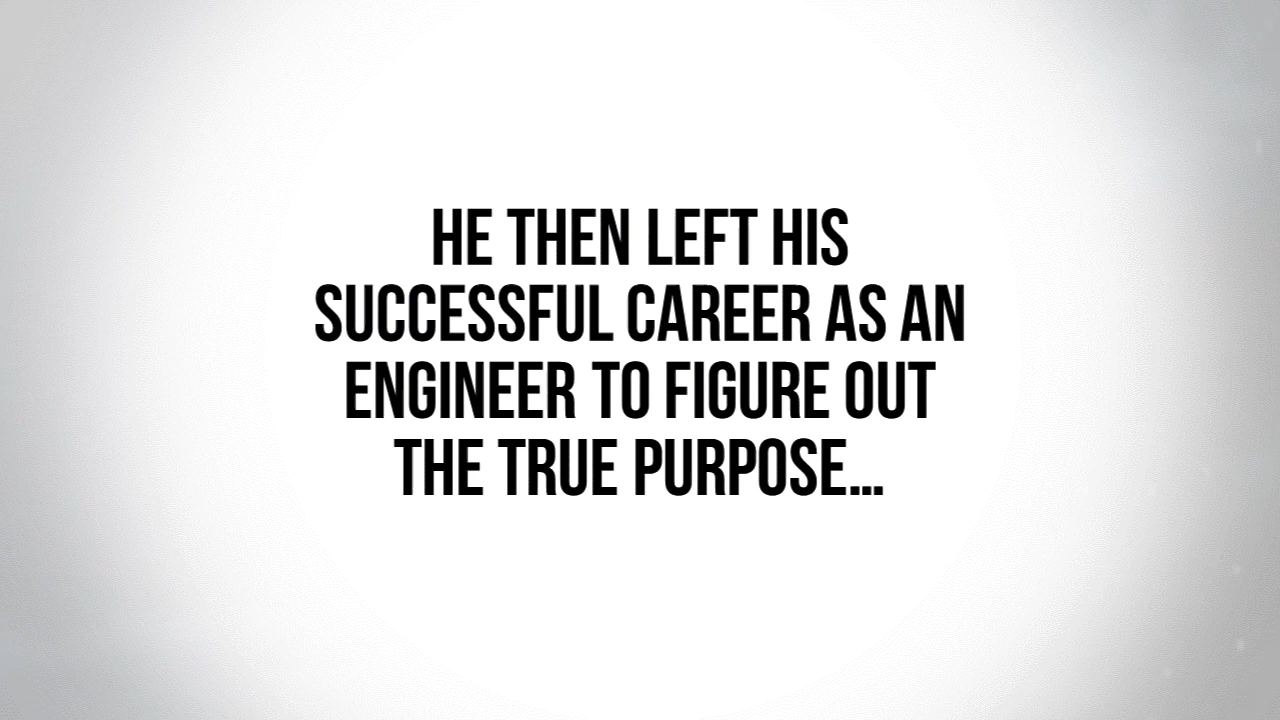 HE THEN LEFT HIS
SUCCESSFUL CAREER AS AN
ENGINEER TO FIGURE OUT
THE TRUE PURPOSE...